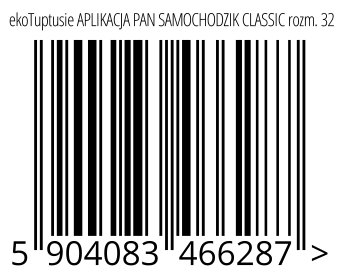 ekoTuptusie APLIKACJA PAN SAMOCHODZIK CLASSIC rozm. 32
5 904083 466287 >